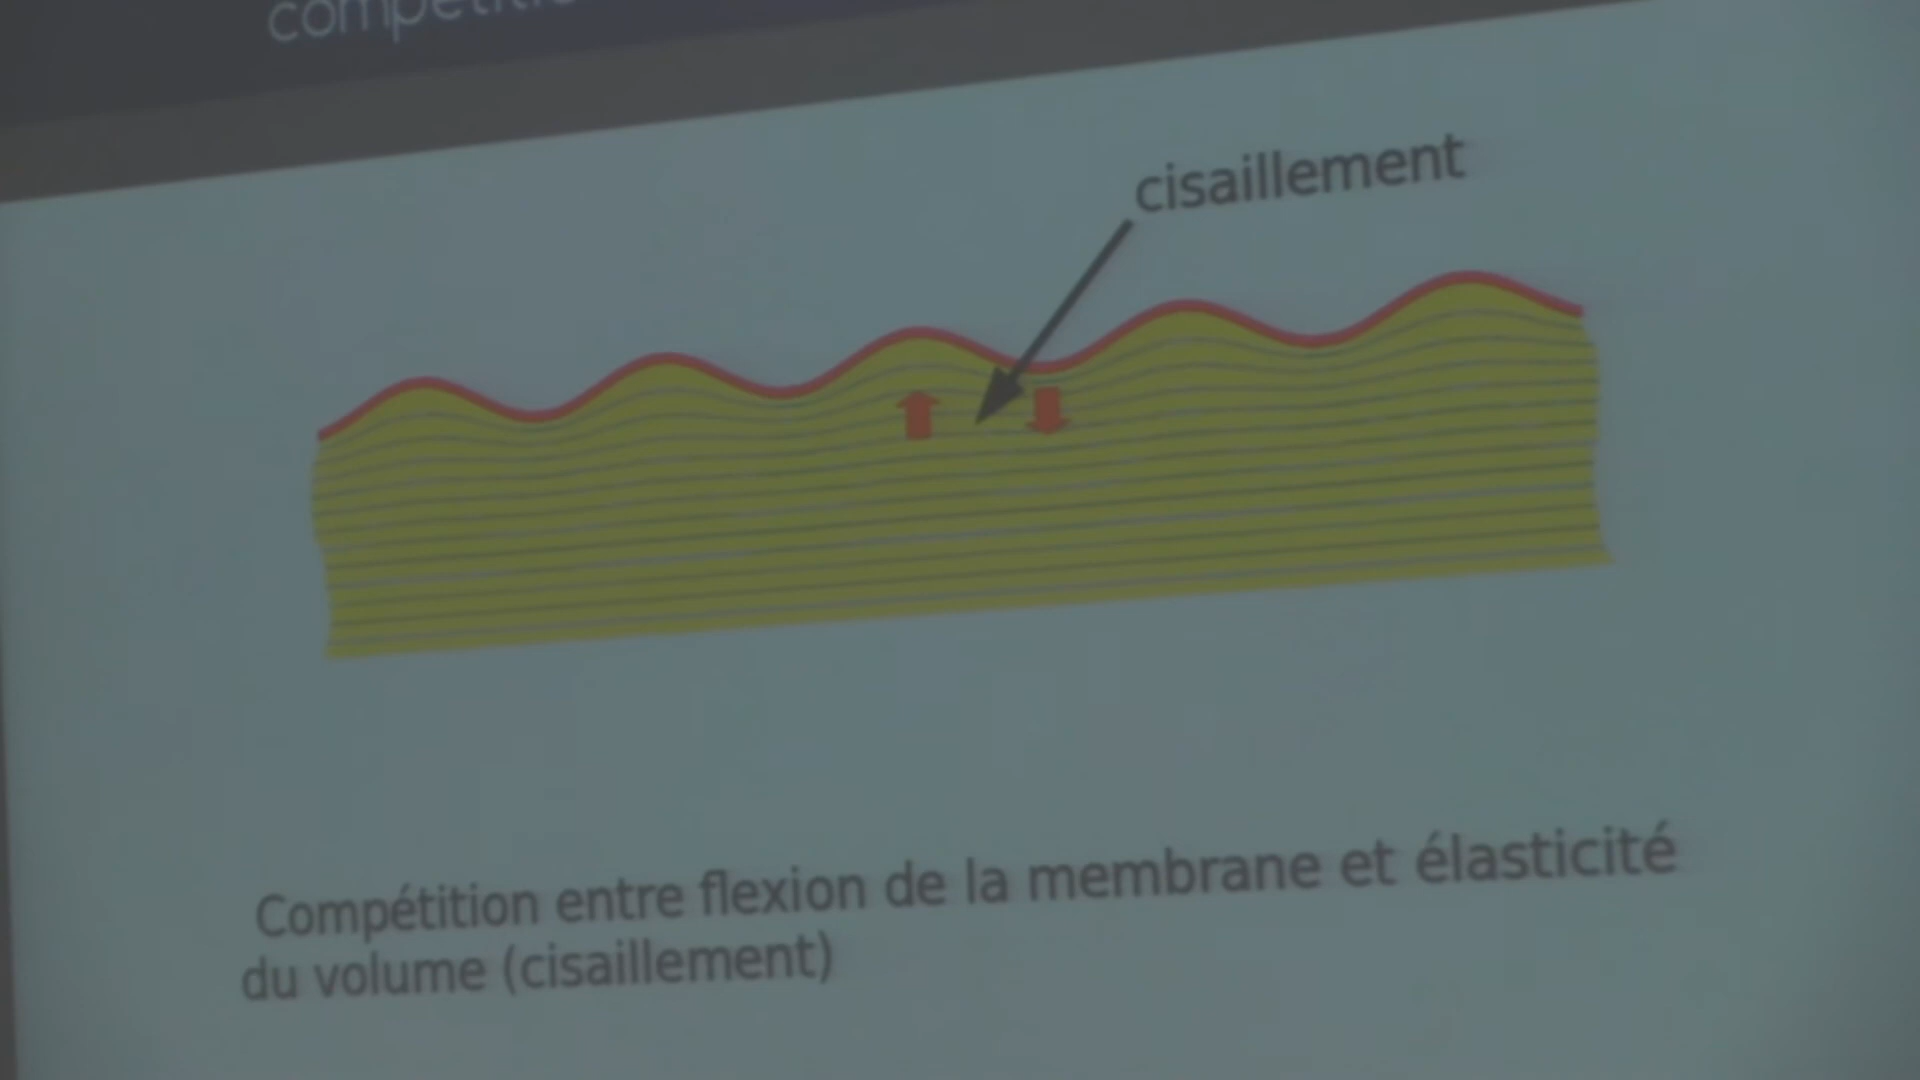 cisaillement
Compétition entre flexion de la membrane et élasticité
du volume (cisaillement)